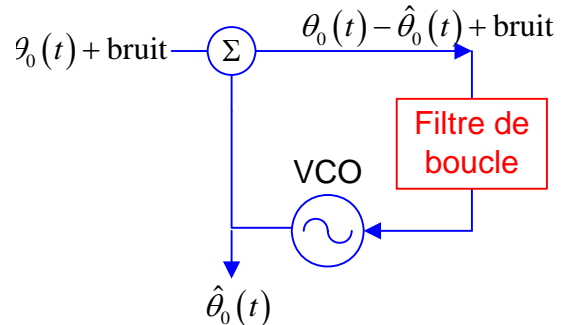 θ₀(t) + bruit
Σ
θ₀(t) − θ̂₀(t) + bruit
Filtre de
boucle
VCO
θ̂₀(t)